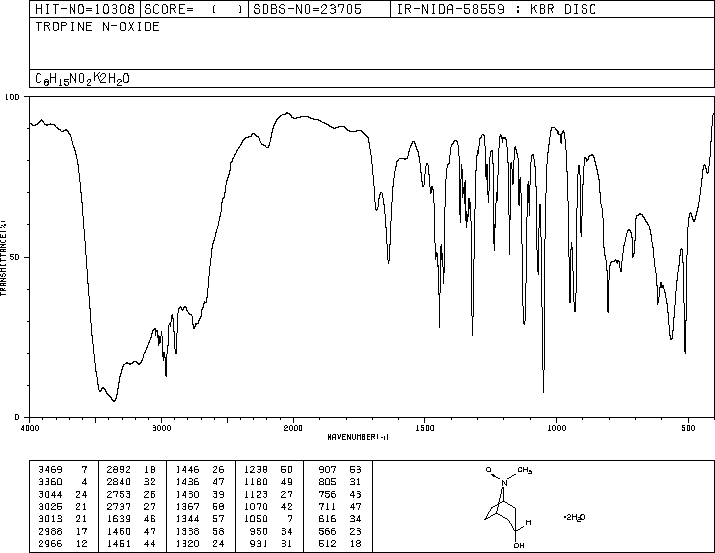 HIT-NO=10308 SCORE= ( ) SDBS-NO=23705 IR-NIDA-58559 : KBR DISC
TROPINE N-OXIDE
C8H15NO2·2H2O
100
50
0
TRANSMITTANCE(%)
4000 3000 2000 1500 1000 500
WAVENUMBER(-1)
3469 7 2892 18 1446 26 1238 50 907 53
3360 4 2840 32 1436 47 1180 49 805 31
3044 24 2753 26 1430 39 1123 27 756 43
3025 21 2737 27 1367 58 1070 42 711 47
3013 21 1639 46 1344 57 1050 7 616 34
2988 17 1460 47 1338 58 950 34 566 23
2966 12 1451 44 1320 24 931 31 512 18
O
CH3
N
H
OH
•2H2O